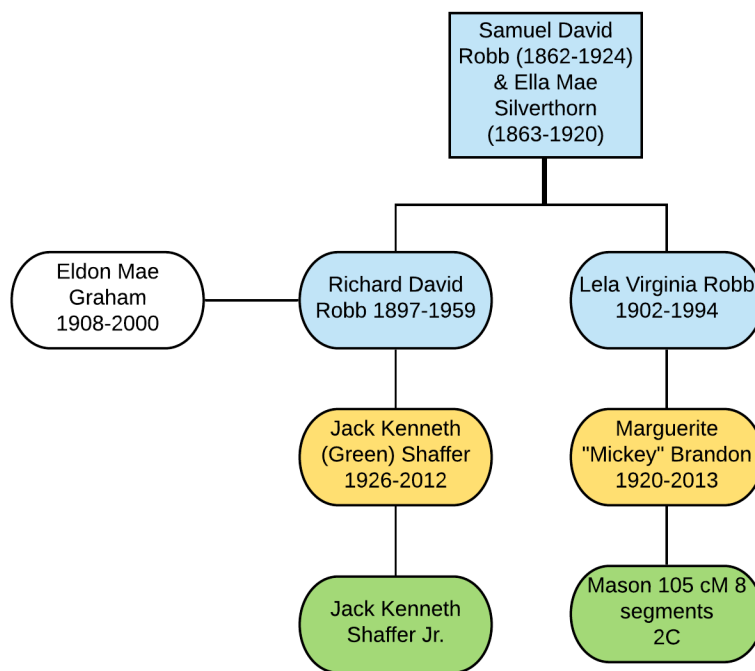 Samuel David
Robb (1862-1924)
& Ella Mae
Silverthorn
(1863-1920)
Eldon Mae
Graham
1908-2000
Richard David
Robb 1897-1959
Lela Virginia Robb
1902-1994
Jack Kenneth
(Green) Shaffer
1926-2012
Marguerite
"Mickey" Brandon
1920-2013
Jack Kenneth
Shaffer Jr.
Mason 105 cM 8
segments
2C